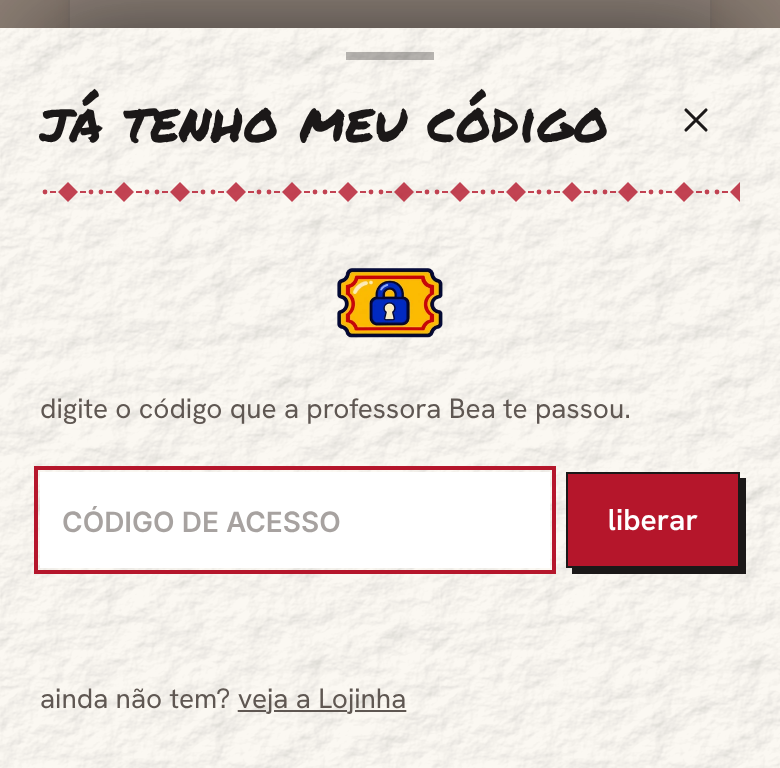 JÁ TENHO MEU CÓDIGO
digite o código que a professora Bea te passou.
CÓDIGO DE ACESSO
liberar
ainda não tem? veja a Lojinha